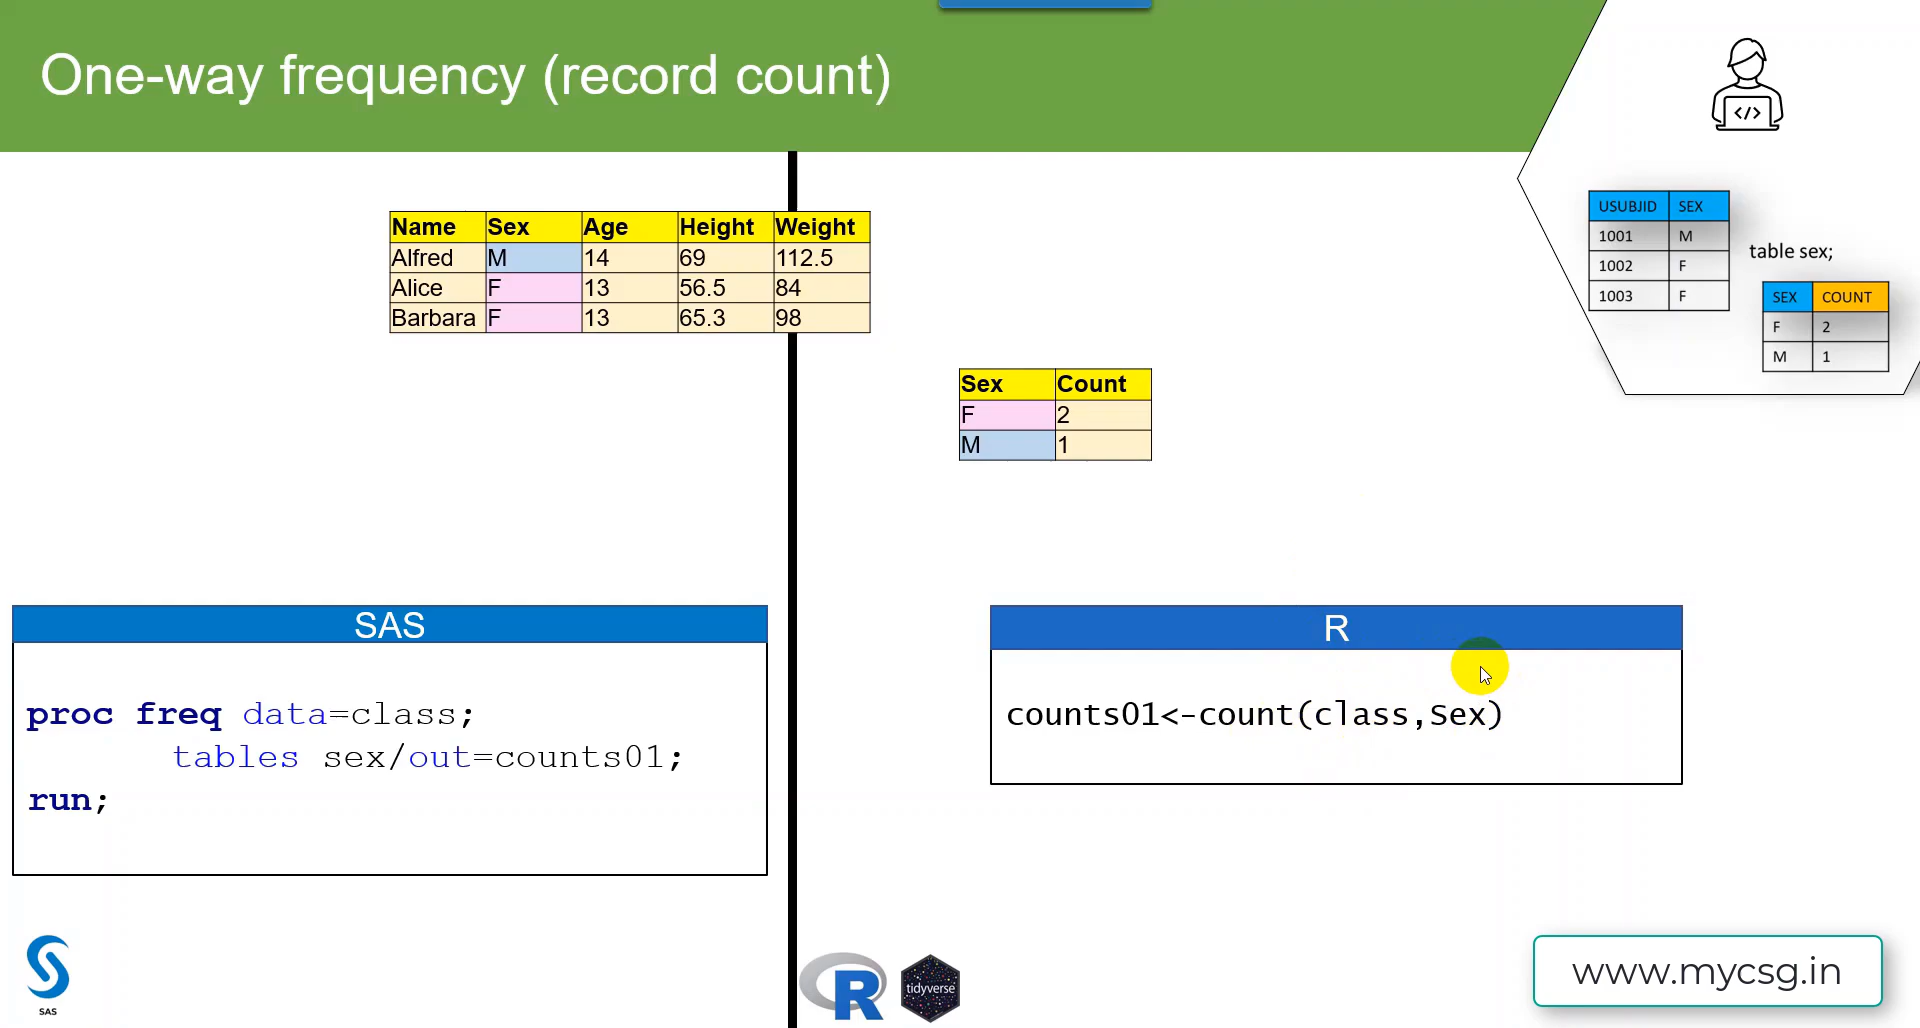 One-way frequency (record count)
</>
USUBJID SEX
1001 M
1002 F
1003 F
table sex;
SEX COUNT
F 2
M 1
Name Sex Age Height Weight
Alfred M 14 69 112.5
Alice F 13 56.5 84
Barbara F 13 65.3 98
Sex Count
F 2
M 1
SAS
proc freq data=class;
tables sex/out=counts01;
run;
R
counts01<-count(class,Sex)
SAS
R
tidyverse
www.mycsg.in